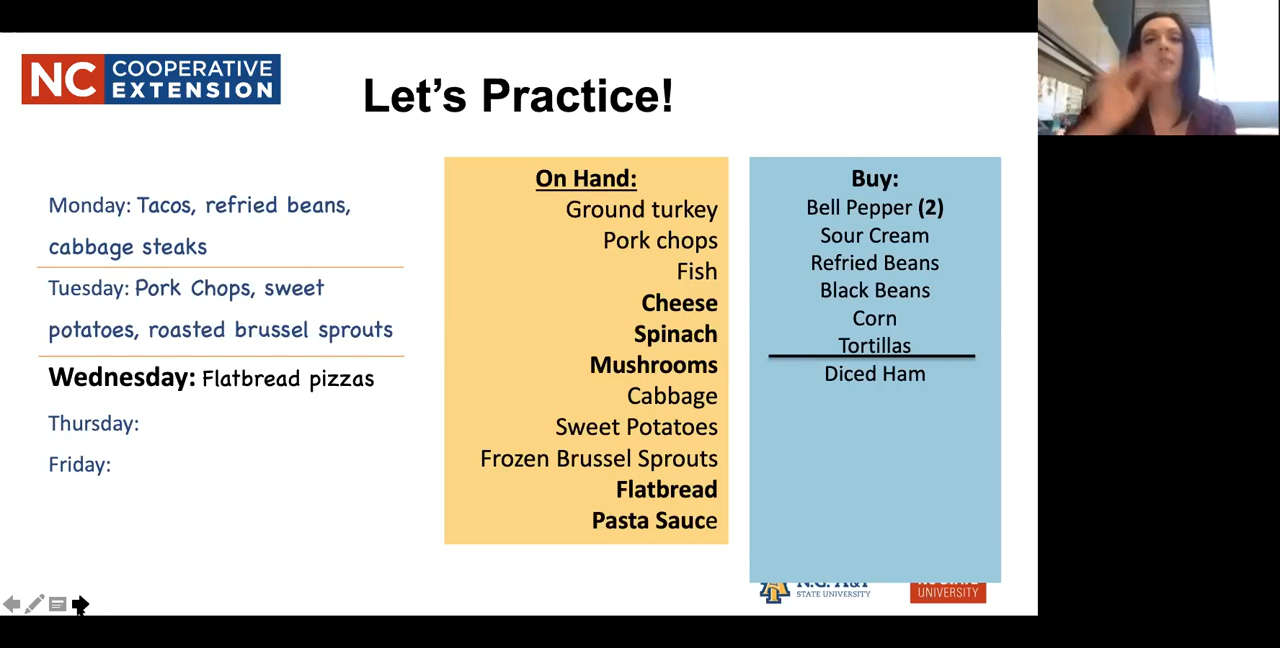 NC COOPERATIVE
EXTENSION
Let's Practice!
Monday: Tacos, refried beans,
cabbage steaks
Tuesday: Pork Chops, sweet
potatoes, roasted brussel sprouts
Wednesday: Flatbread pizzas
Thursday:
Friday:
On Hand:
Ground turkey
Pork chops
Fish
Cheese
Spinach
Mushrooms
Cabbage
Sweet Potatoes
Frozen Brussel Sprouts
Flatbread
Pasta Sauce
Buy:
Bell Pepper (2)
Sour Cream
Refried Beans
Black Beans
Corn
Tortillas
Diced Ham
N.C. A&T
STATE UNIVERSITY
NC STATE
UNIVERSITY